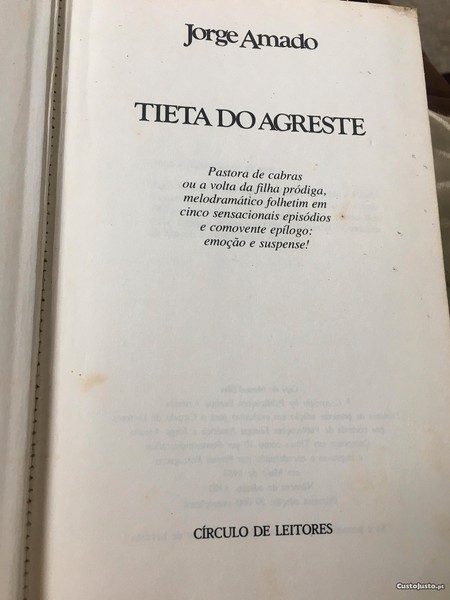 Jorge Amado
TIETA DO AGRESTE
Pastora de cabras
ou a volta da filha pródiga,
melodramático folhetim em
cinco sensacionais episódios
e comovente epílogo:
emoção e suspense!
CÍRCULO DE LEITORES
CustoJusto.pt